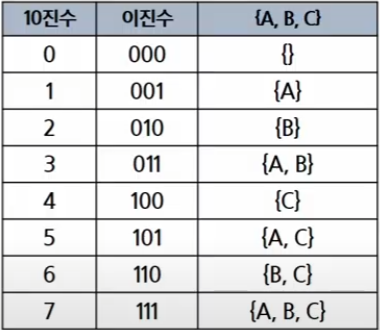 10진수 이진수 {A, B, C}
0 000 {}
1 001 {A}
2 010 {B}
3 011 {A, B}
4 100 {C}
5 101 {A, C}
6 110 {B, C}
7 111 {A, B, C}